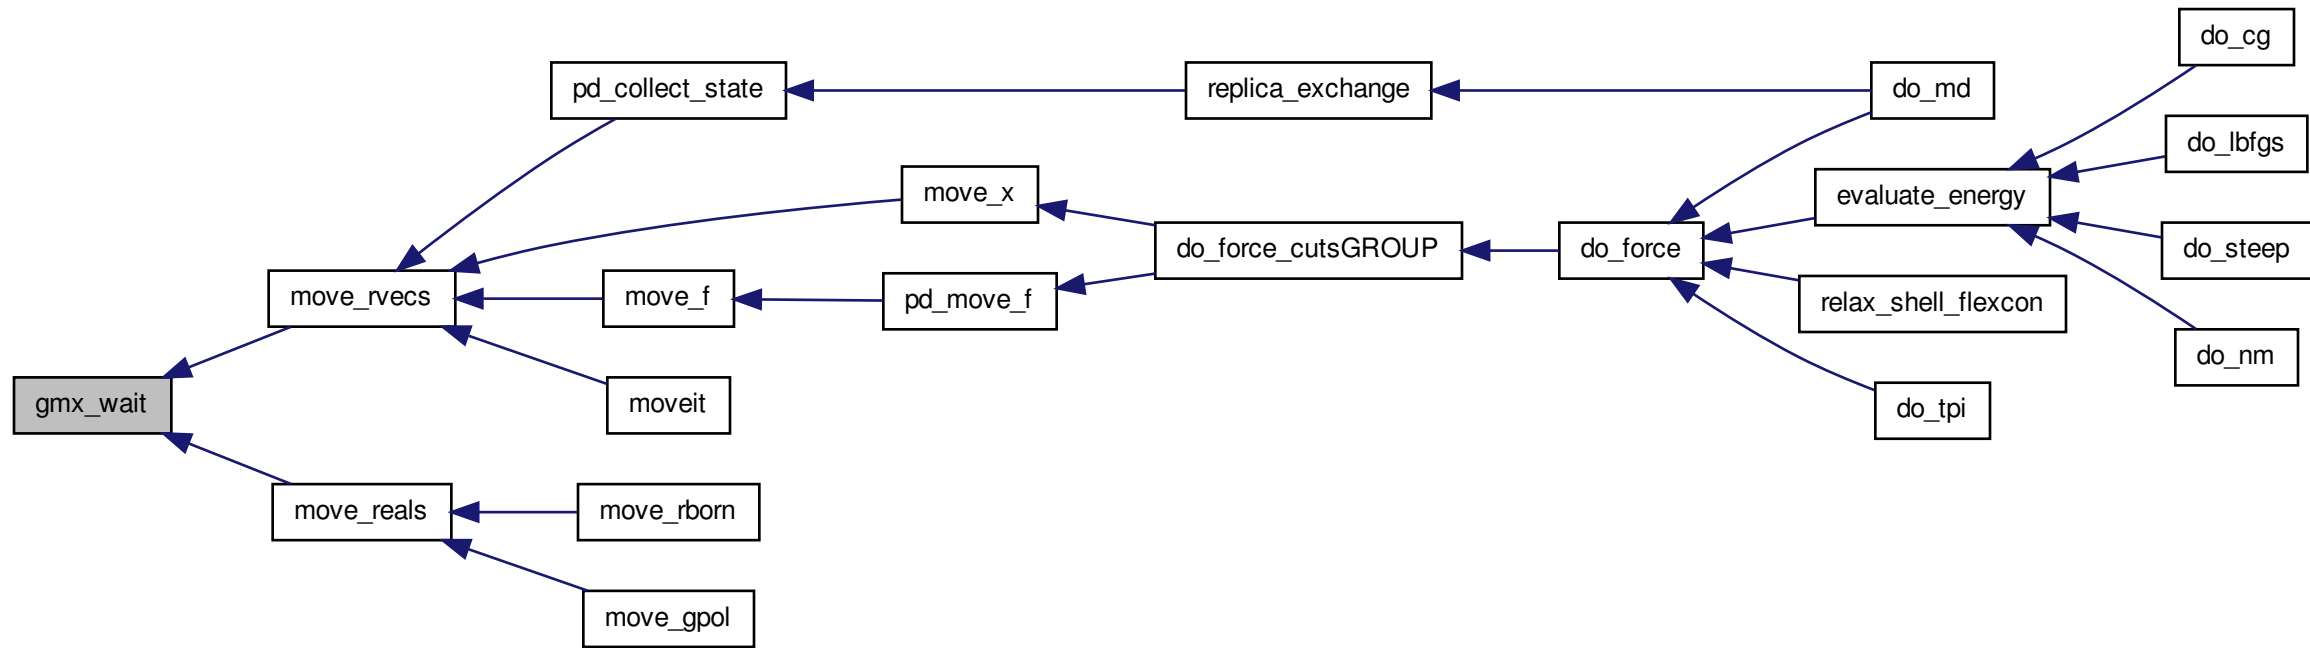 do_cg
pd_collect_state
replica_exchange
do_md
do_lbfgs
move_x
evaluate_energy
do_force_cutsGROUP
do_force
do_steep
move_rvecs
move_f
pd_move_f
relax_shell_flexcon
do_nm
gmx_wait
moveit
do_tpi
move_reals
move_rborn
move_gpol